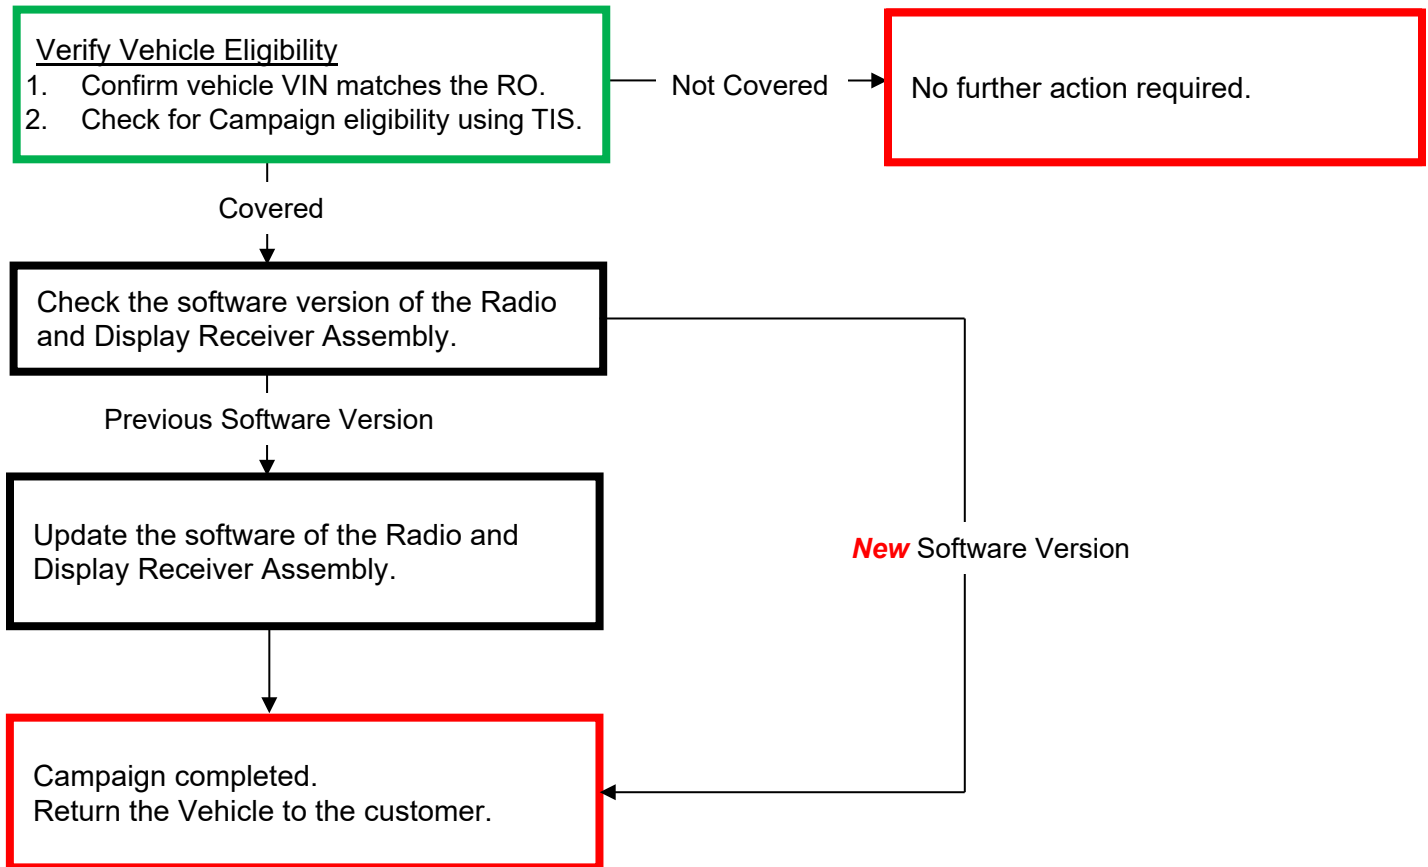 Verify Vehicle Eligibility
1. Confirm vehicle VIN matches the RO.
2. Check for Campaign eligibility using TIS.
Not Covered
No further action required.
Covered
Check the software version of the Radio
and Display Receiver Assembly.
Previous Software Version
Update the software of the Radio and
Display Receiver Assembly.
New Software Version
Campaign completed.
Return the Vehicle to the customer.